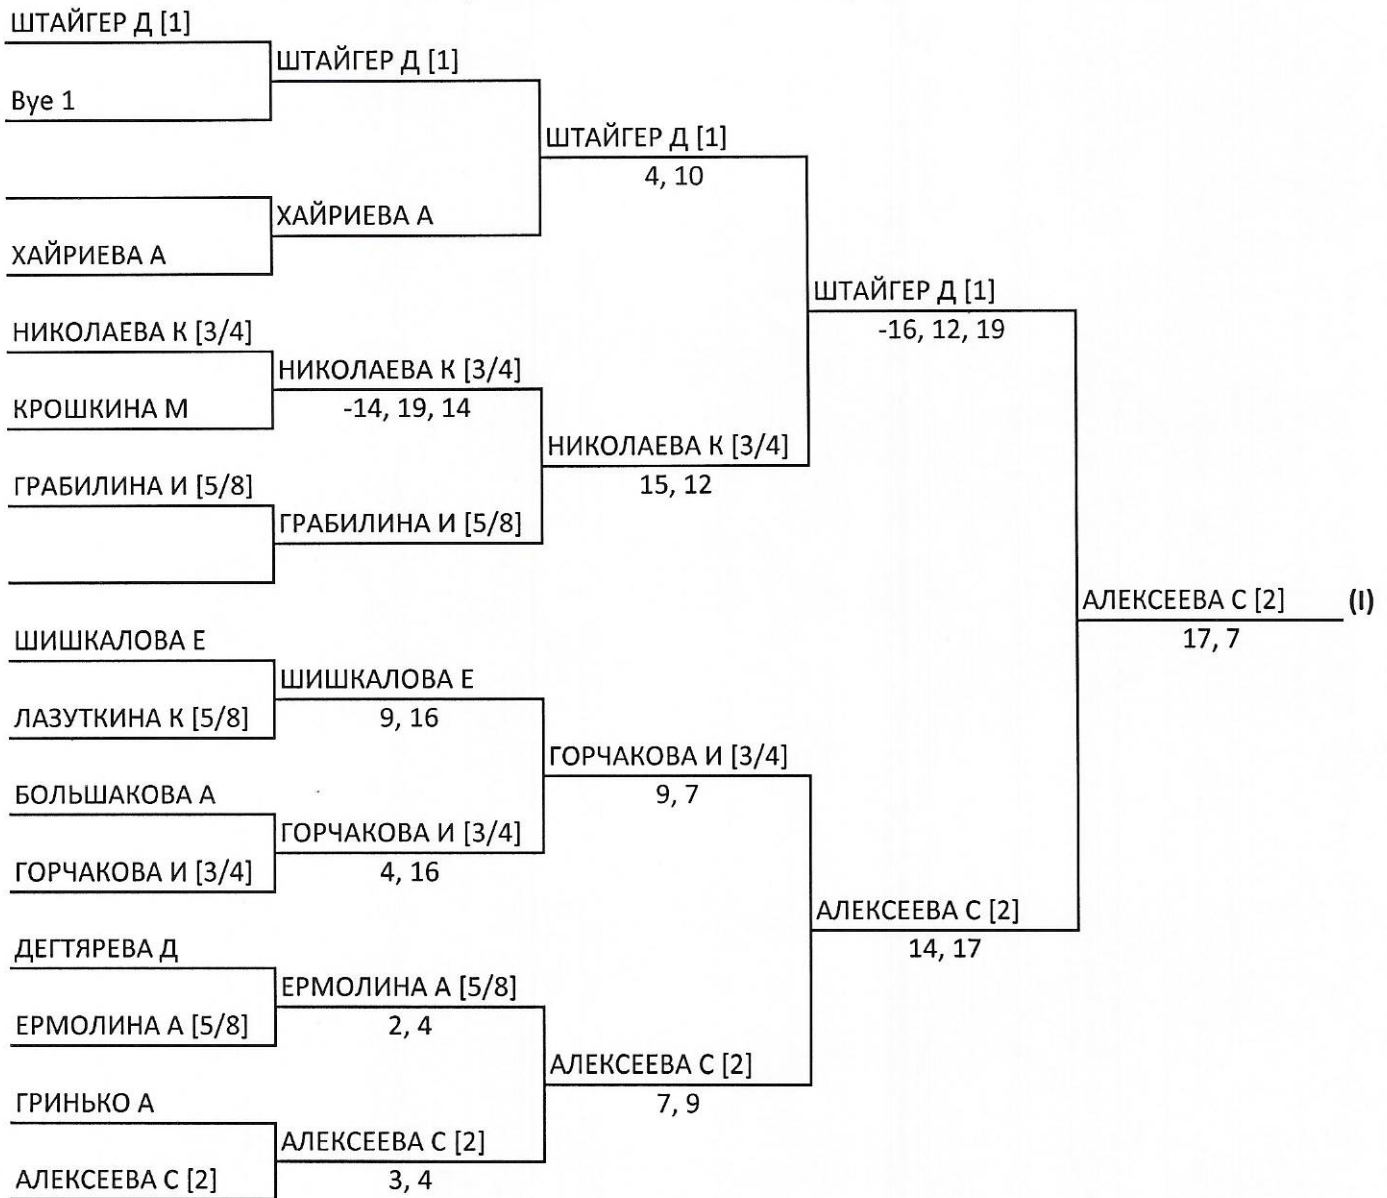 ШТАЙГЕР Д [1]
ШТАЙГЕР Д [1]
Bye 1
ШТАЙГЕР Д [1]
4, 10
ХАЙРИЕВА А
ХАЙРИЕВА А
ШТАЙГЕР Д [1]
-16, 12, 19
НИКОЛАЕВА К [3/4]
НИКОЛАЕВА К [3/4]
-14, 19, 14
КРОШКИНА М
НИКОЛАЕВА К [3/4]
15, 12
ГРАБИЛИНА И [5/8]
ГРАБИЛИНА И [5/8]
АЛЕКСЕЕВА С [2] (I)
17, 7
ШИШКАЛОВА Е
ШИШКАЛОВА Е
9, 16
ЛАЗУТКИНА К [5/8]
ГОРЧАКОВА И [3/4]
9, 7
БОЛЬШАКОВА А
ГОРЧАКОВА И [3/4]
4, 16
ГОРЧАКОВА И [3/4]
АЛЕКСЕЕВА С [2]
14, 17
ДЕГТЯРЕВА Д
ЕРМОЛИНА А [5/8]
2, 4
ЕРМОЛИНА А [5/8]
АЛЕКСЕЕВА С [2]
7, 9
ГРИНЬКО А
АЛЕКСЕЕВА С [2]
3, 4
АЛЕКСЕЕВА С [2]